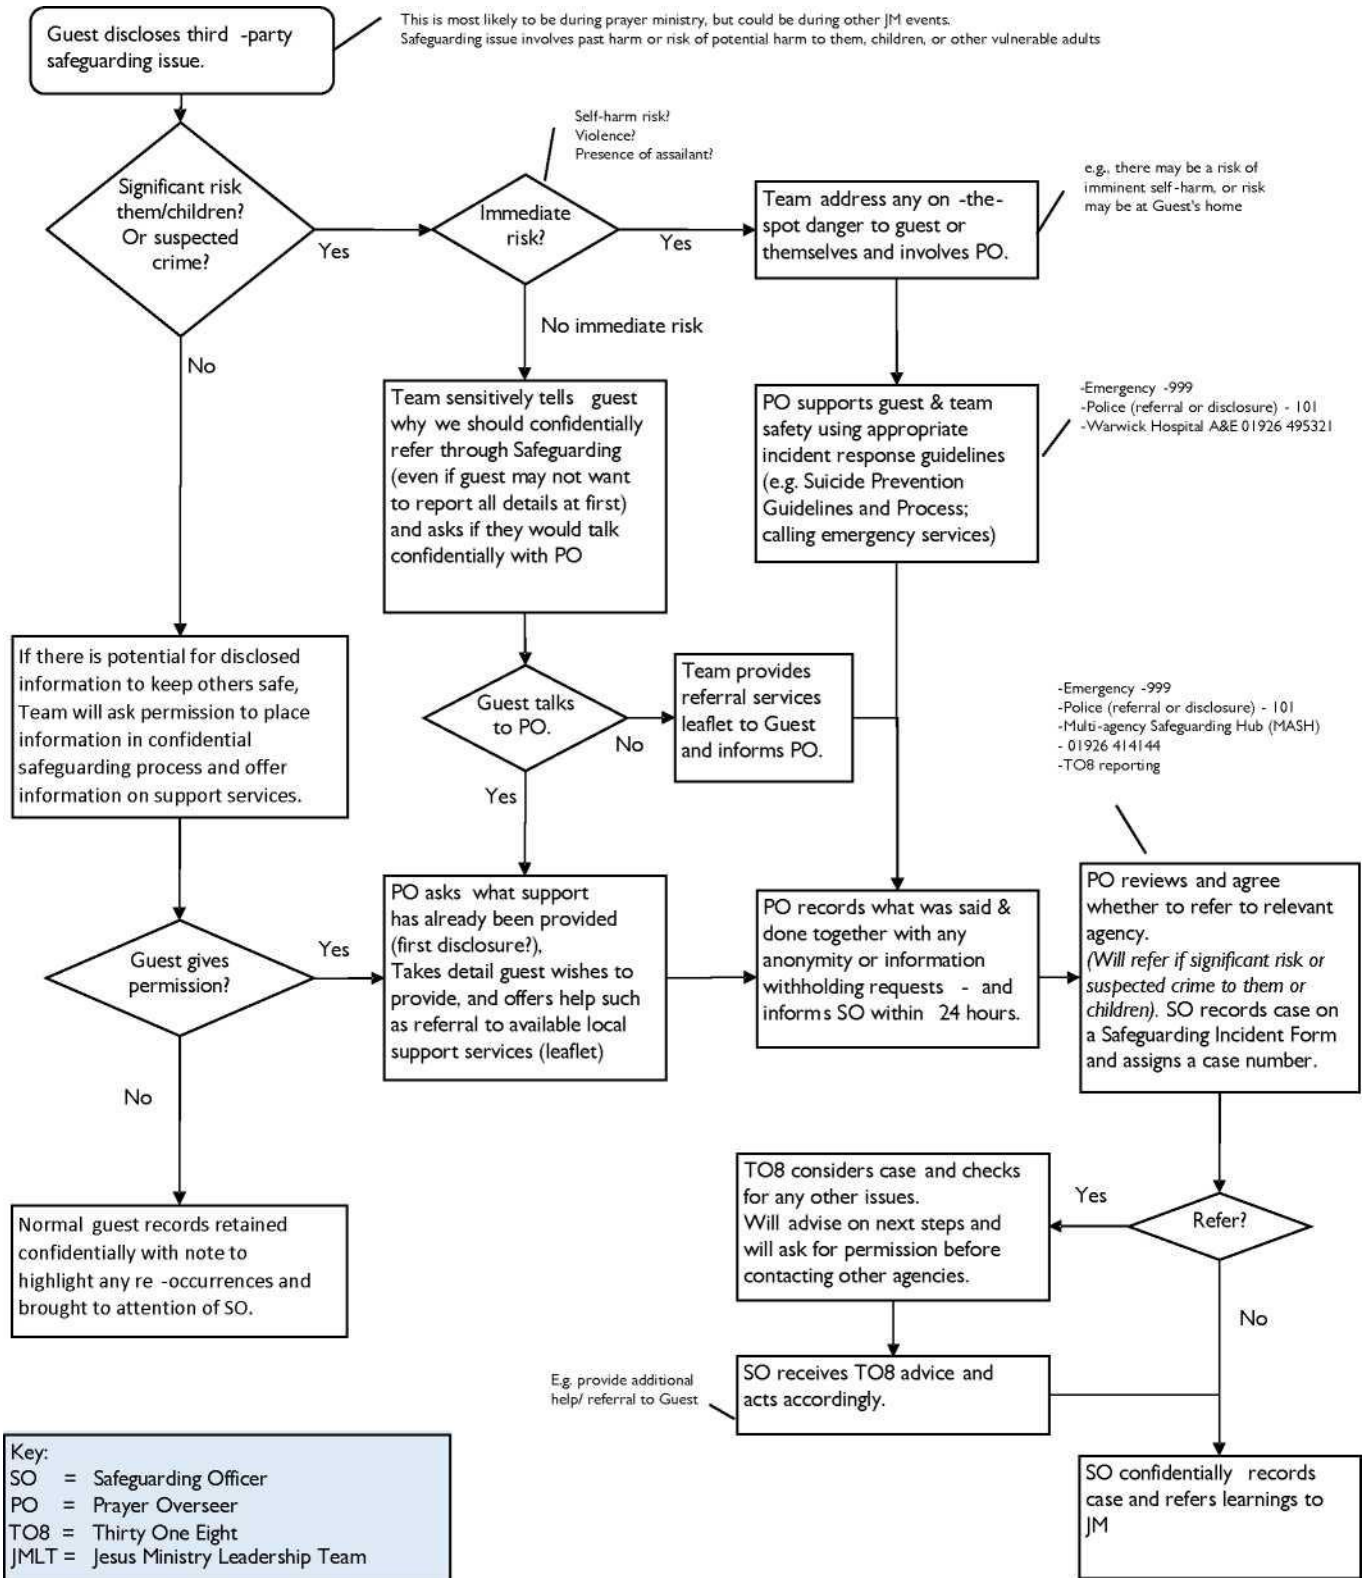 Guest discloses third -party
safeguarding issue.
This is most likely to be during prayer ministry, but could be during other JM events.
Safeguarding issue involves past harm or risk of potential harm to them, children, or other vulnerable adults
Significant risk
them/children?
Or suspected
crime?
Yes
No
Self-harm risk?
Violence?
Presence of assailant?
Immediate
risk?
Yes
No immediate risk
Team address any on -the-
spot danger to guest or
themselves and involves PO.
e.g., there may be a risk of
imminent self-harm, or risk
may be at Guest's home
Team sensitively tells guest
why we should confidentially
refer through Safeguarding
(even if guest may not want
to report all details at first)
and asks if they would talk
confidentially with PO
PO supports guest & team
safety using appropriate
incident response guidelines
(e.g. Suicide Prevention
Guidelines and Process;
calling emergency services)
-Emergency -999
-Police (referral or disclosure) - 101
-Warwick Hospital A&E 01926 495321
If there is potential for disclosed
information to keep others safe,
Team will ask permission to place
information in confidential
safeguarding process and offer
information on support services.
Guest talks
to PO.
No
Yes
Team provides
referral services
leaflet to Guest
and informs PO.
-Emergency -999
-Police (referral or disclosure) - 101
-Multi-agency Safeguarding Hub (MASH)
- 01926 414144
-TO8 reporting
Guest gives
permission?
Yes
No
PO asks what support
has already been provided
(first disclosure?),
Takes detail guest wishes to
provide, and offers help such
as referral to available local
support services (leaflet)
PO records what was said &
done together with any
anonymity or information
withholding requests - and
informs SO within 24 hours.
PO reviews and agree
whether to refer to relevant
agency.
(Will refer if significant risk or
suspected crime to them or
children). SO records case on
a Safeguarding Incident Form
and assigns a case number.
Normal guest records retained
confidentially with note to
highlight any re -occurrences and
brought to attention of SO.
TO8 considers case and checks
for any other issues.
Will advise on next steps and
will ask for permission before
contacting other agencies.
Yes
Refer?
No
E.g. provide additional
help/ referral to Guest
SO receives TO8 advice and
acts accordingly.
SO confidentially records
case and refers learnings to
JM
Key:
SO = Safeguarding Officer
PO = Prayer Overseer
TO8 = Thirty One Eight
JMLT = Jesus Ministry Leadership Team